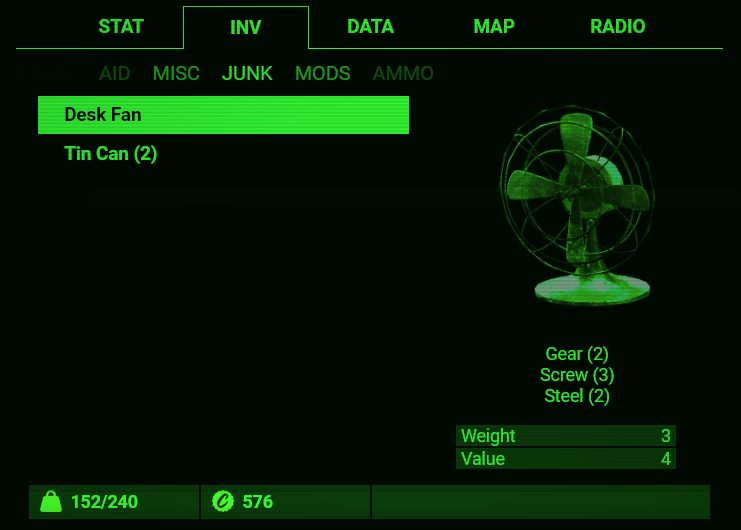 STAT INV DATA MAP RADIO
AID MISC JUNK MODS AMMO
Desk Fan
Tin Can (2)
Gear (2)
Screw (3)
Steel (2)
Weight 3
Value 4
152/240 576